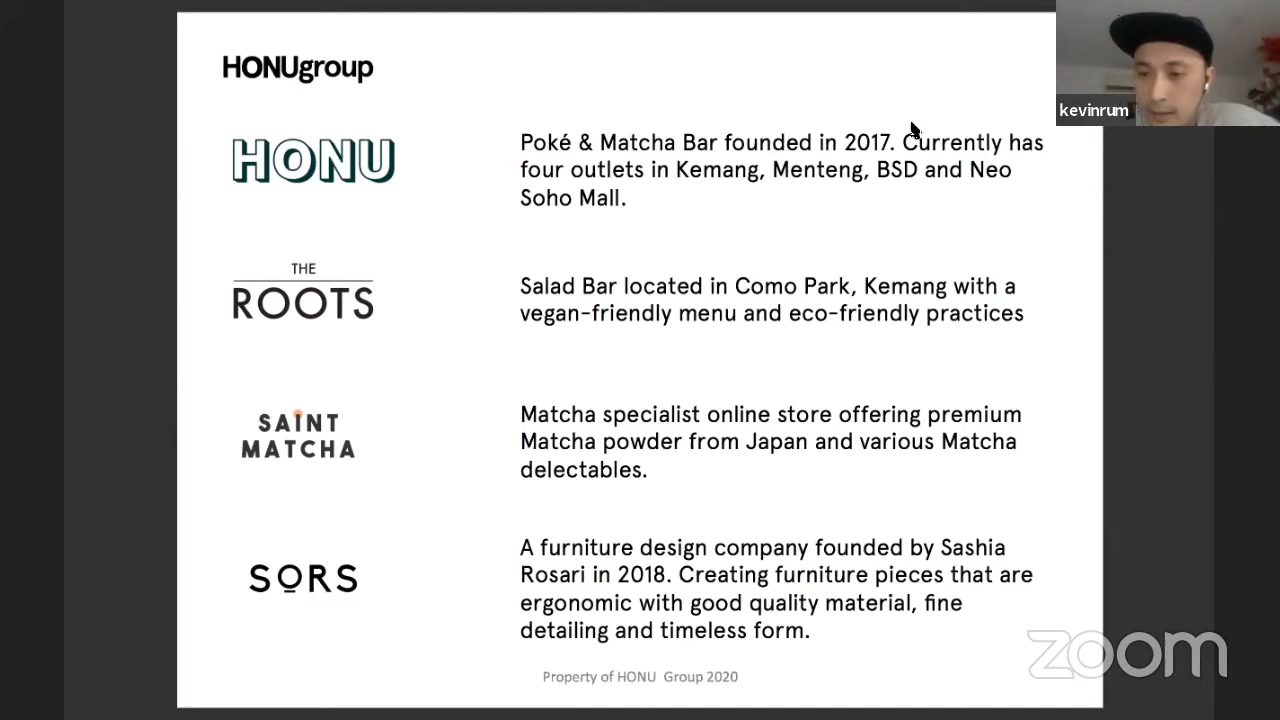 HONUgroup
kevinrum
HONU
Poké & Matcha Bar founded in 2017. Currently has
four outlets in Kemang, Menteng, BSD and Neo
Soho Mall.
THE
ROOTS
Salad Bar located in Como Park, Kemang with a
vegan-friendly menu and eco-friendly practices
SAINT
MATCHA
Matcha specialist online store offering premium
Matcha powder from Japan and various Matcha
delectables.
SORS
A furniture design company founded by Sashia
Rosari in 2018. Creating furniture pieces that are
ergonomic with good quality material, fine
detailing and timeless form.
zoom
Property of HONU Group 2020